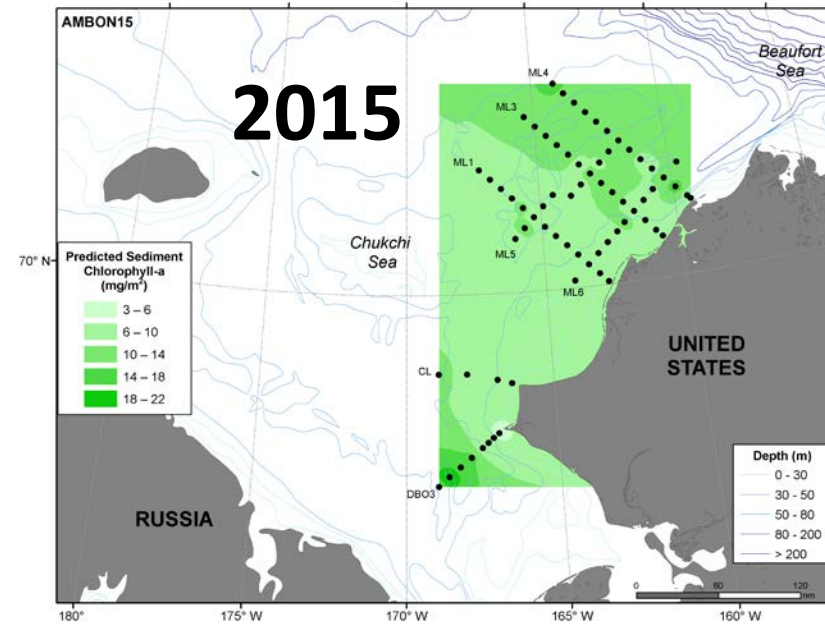 AMBON15
2015
Beaufort
Sea
ML4
ML3
ML1
Chukchi
Sea
70° N
ML5
ML6
Predicted Sediment
Chlorophyll-a
(mg/m²)
3 – 6
6 – 10
10 – 14
14 – 18
18 – 22
UNITED
STATES
CL
DBO3
RUSSIA
Depth (m)
0 - 30
30 - 50
50 - 80
80 - 200
> 200
0 60 120
nm
180° 175° W 170° W 165° W 160° W